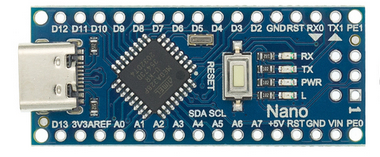 D12 D11 D10 D9 D8 D7 D6 D5 D4 D3 D2 GND RST RX0 TX1 PE1
RESET
RX
TX
PWR
L
Nano
1
SDA SCL
D13 3V3 AREF A0 A1 A2 A3 A4 A5 A6 A7 +5V RST GND VIN PE0